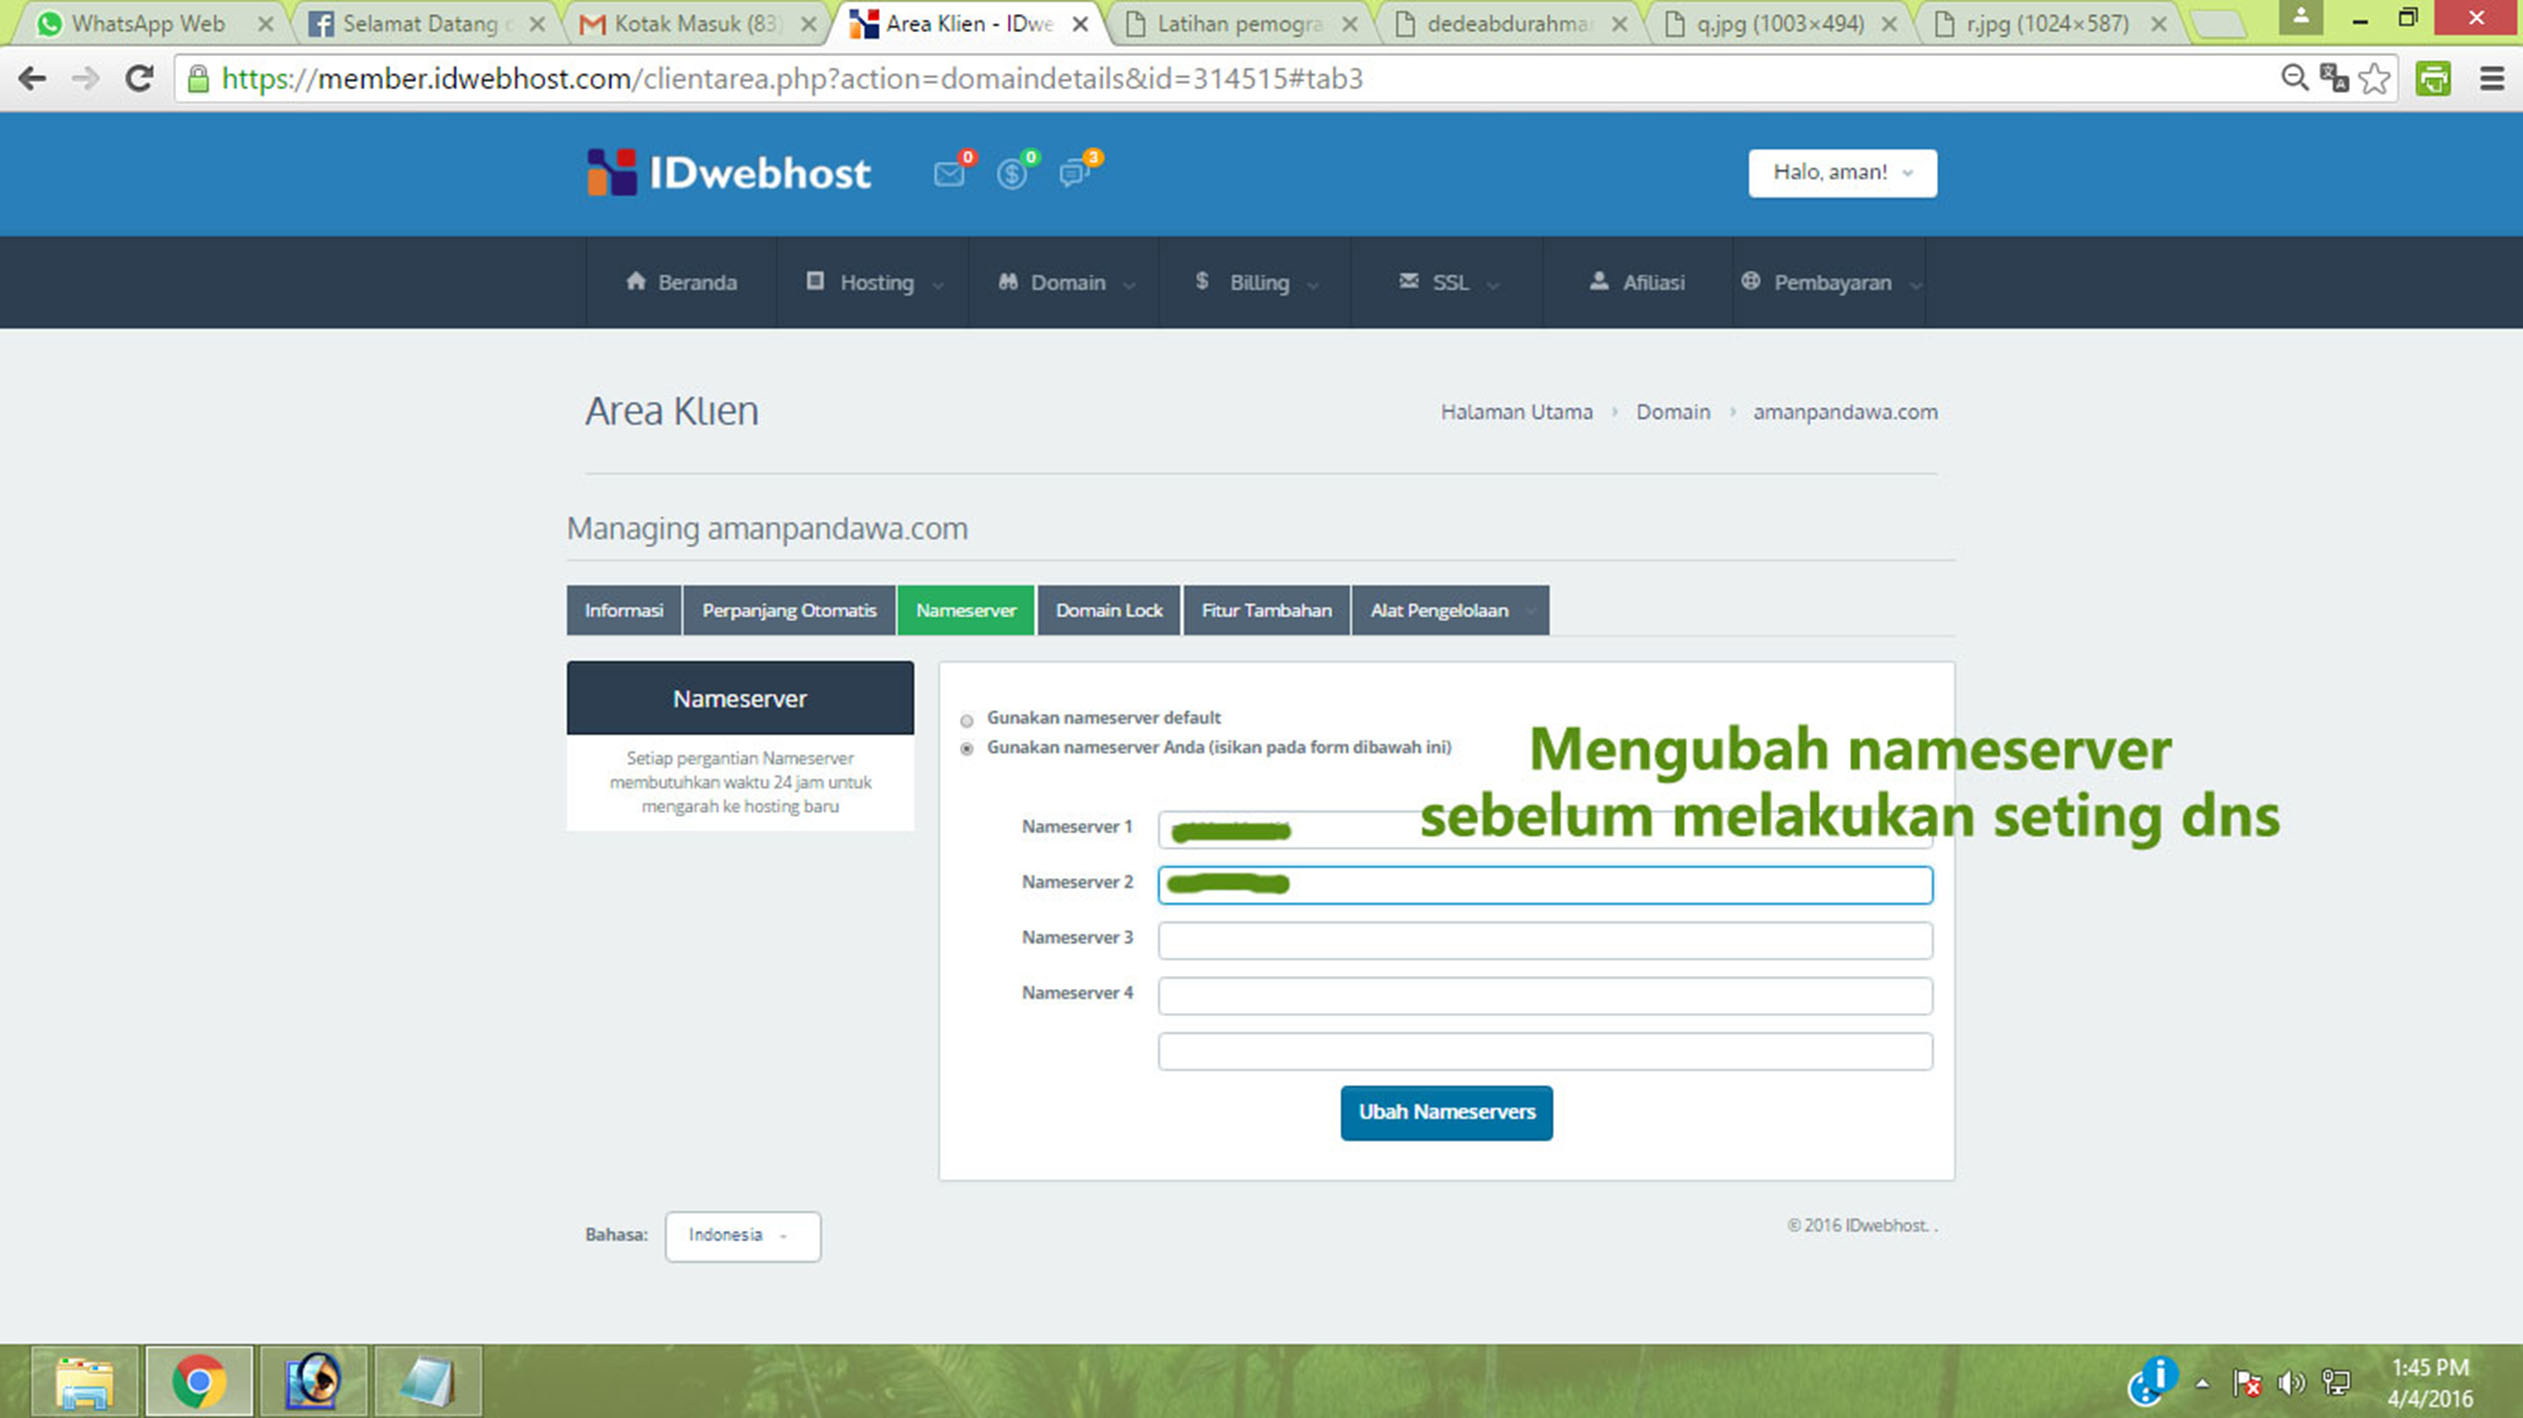 WhatsApp Web
Selamat Datang
Kotak Masuk (83)
Area Klien - IDwe
Latihan pemogra
dedeabdurahman
q.jpg (1003×494)
r.jpg (1024×587)
https://member.idwebhost.com/clientarea.php?action=domaindetails&id=314515#tab3
IDwebhost
0
0
3
Halo, aman!
Beranda
Hosting
Domain
$ Billing
SSL
Afiliasi
Pembayaran
Area Klien
Halaman Utama › Domain › amanpandawa.com
Managing amanpandawa.com
Informasi
Perpanjang Otomatis
Nameserver
Domain Lock
Fitur Tambahan
Alat Pengelolaan
Nameserver
Setiap pergantian Nameserver
membutuhkan waktu 24 jam untuk
mengarah ke hosting baru
Gunakan nameserver default
Gunakan nameserver Anda (isikan pada form dibawah ini)
Mengubah nameserver
sebelum melakukan seting dns
Nameserver 1
Nameserver 2
Nameserver 3
Nameserver 4
Ubah Nameservers
Bahasa:
Indonesia
© 2016 IDwebhost. .
1:45 PM
4/4/2016